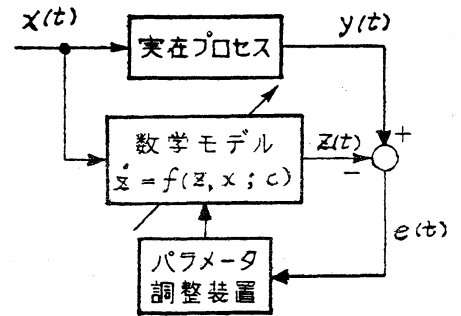 x(t)
実在プロセス
y(t)
数学モデル
ż = f(z, x ; c)
z(t)
+
−
e(t)
パラメータ
調整装置